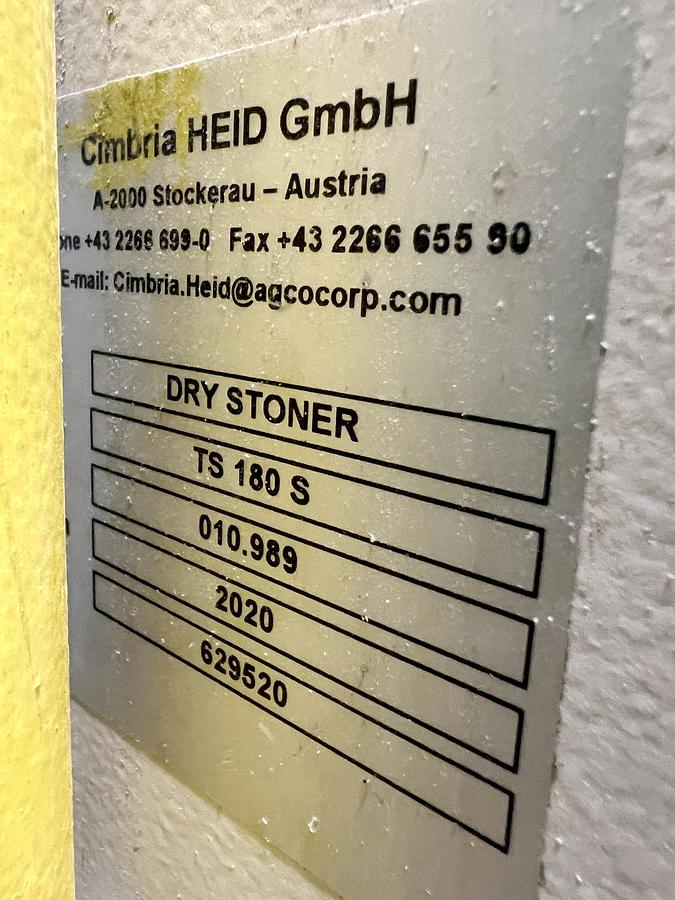 Cimbria HEID GmbH
A-2000 Stockerau – Austria
+43 2266 699-0 Fax +43 2266 655 90
E-mail: Cimbria.Heid@agcocorp.com
DRY STONER
TS 180 S
010.989
2020
629520